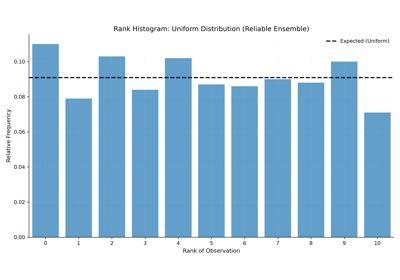 Rank Histogram: Uniform Distribution (Reliable Ensemble)
Expected (Uniform)
0.10
0.08
0.06
0.04
0.02
0.00
Relative Frequency
0 1 2 3 4 5 6 7 8 9 10
Rank of Observation